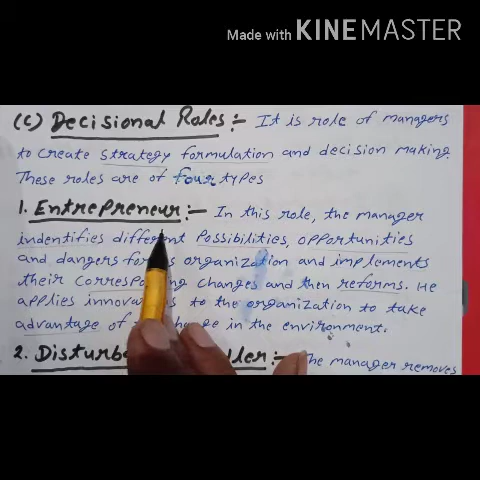 Made with KINEMASTER
(C) Decisional Roles:- It is role of managers
to create strategy formulation and decision making.
These roles are of four types
1. Entrepreneur:- In this role, the manager
indentifies different Possibilities, opportunities
and dangers for organization and implements
their changes and then reforms. He
applies to the organization to take
advantage of in the environment.
2. The manager removes